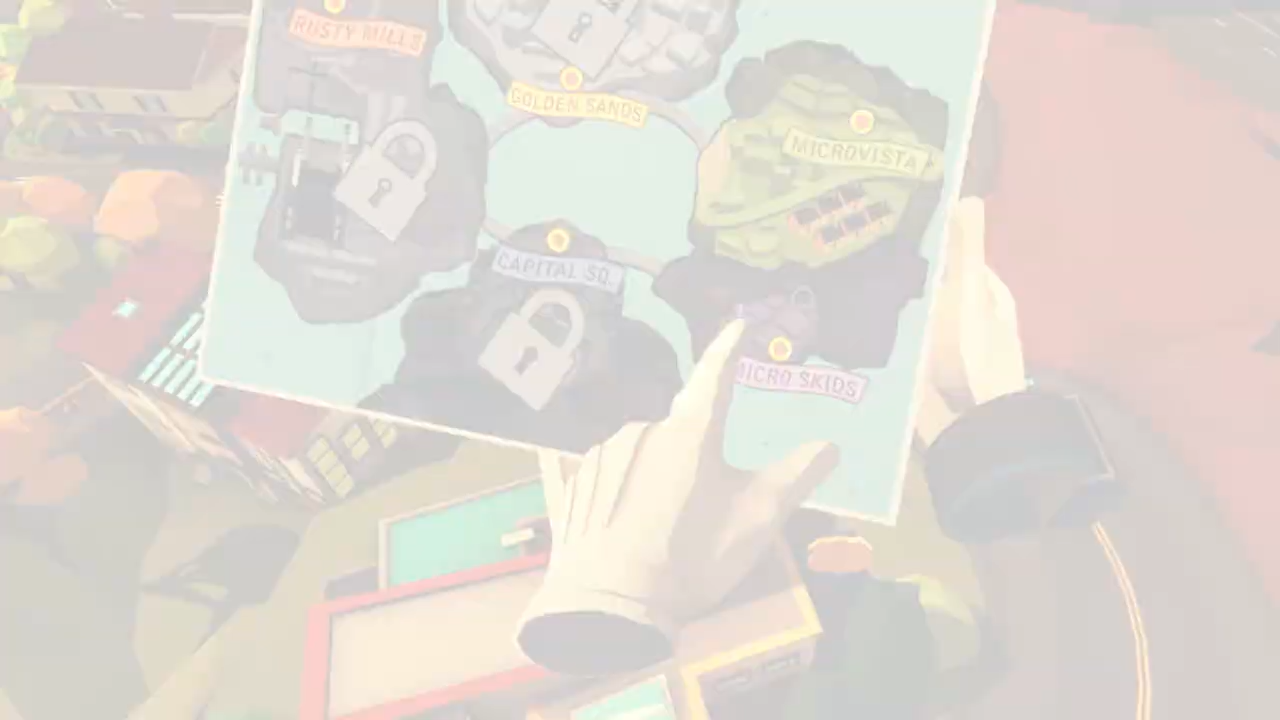 RUSTY MILLS
GOLDEN SANDS
MICROVISTA
CAPITAL SQ.
MICRO SKIDS